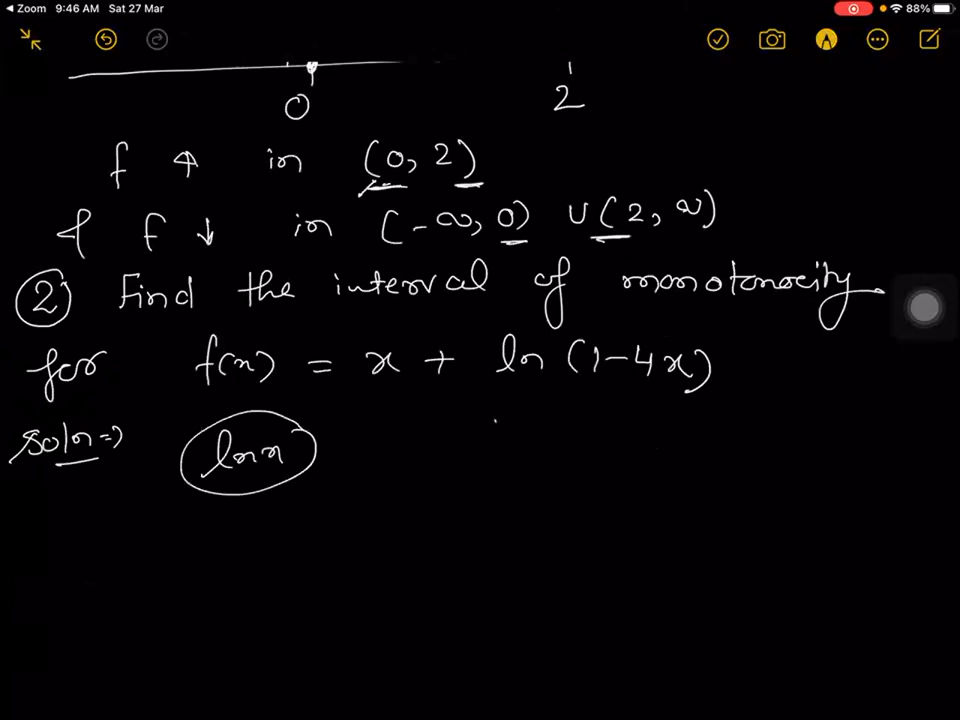 9:46 AM Sat 27 Mar 88%
Zoom
0 2
f ↑ in (0, 2)
& f ↓ in (-∞, 0) ∪ (2, ∞)
② Find the interval of monotonocity.
for f(x) = x + ln (1-4x)
Soln ⇒ ln x